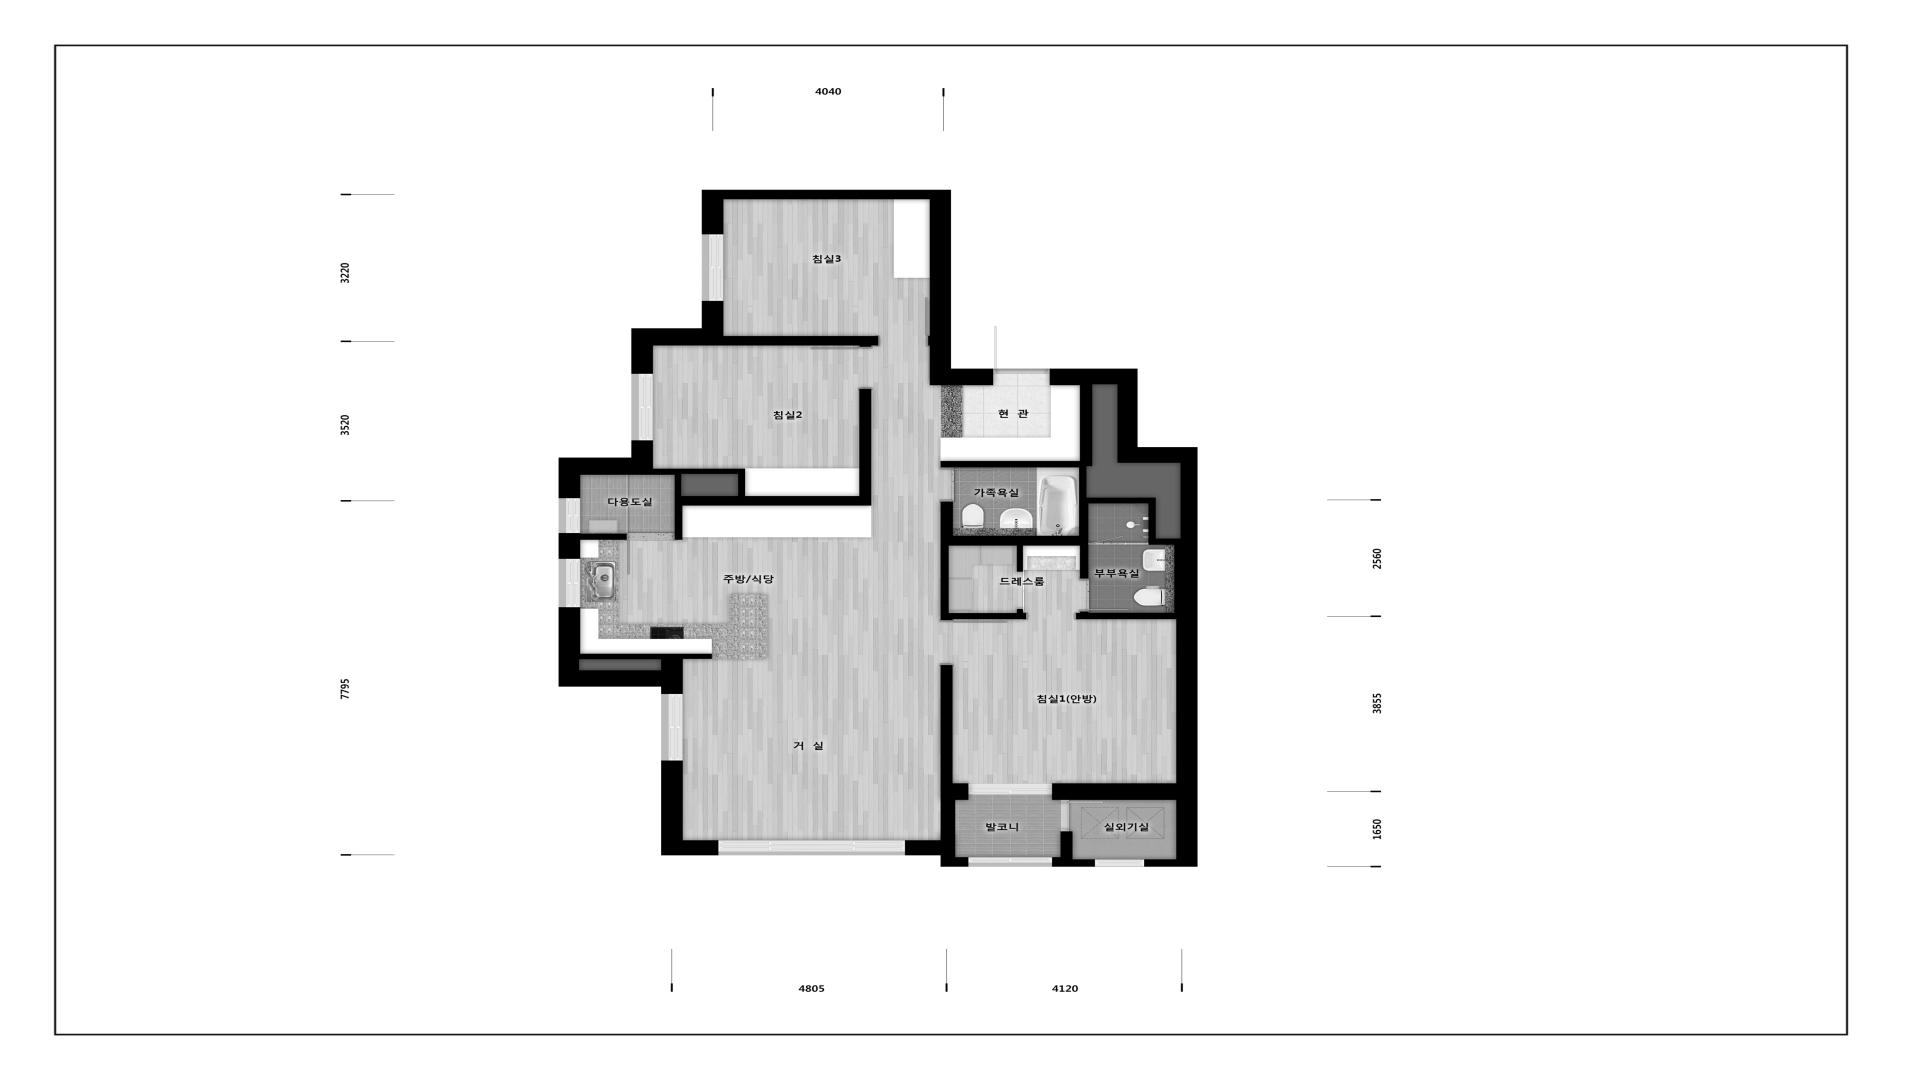 4040
3220
침실3
3520
침실2
현 관
가족욕실
다용도실
2560
부부욕실
드레스룸
주방/식당
7795
3855
침실1(안방)
거 실
1650
발코니
실외기실
4805
4120